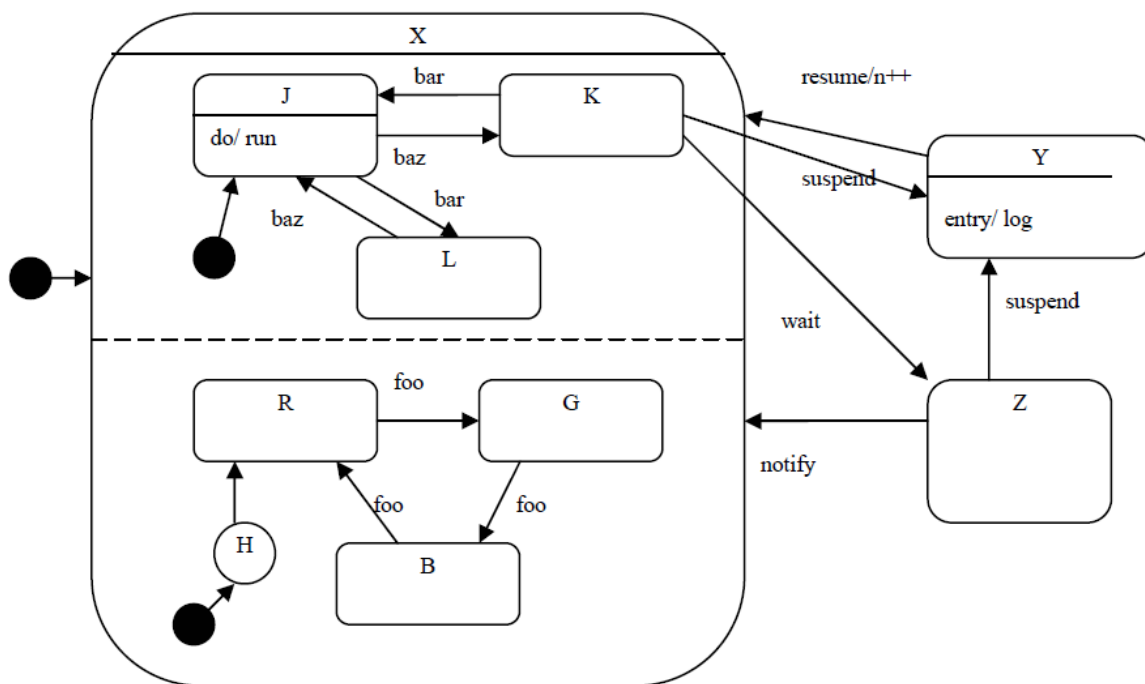 X
bar
resume/n++
J
K
do/ run
baz
suspend
Y
bar
baz
entry/ log
L
suspend
wait
foo
R
G
Z
notify
foo
foo
H
B